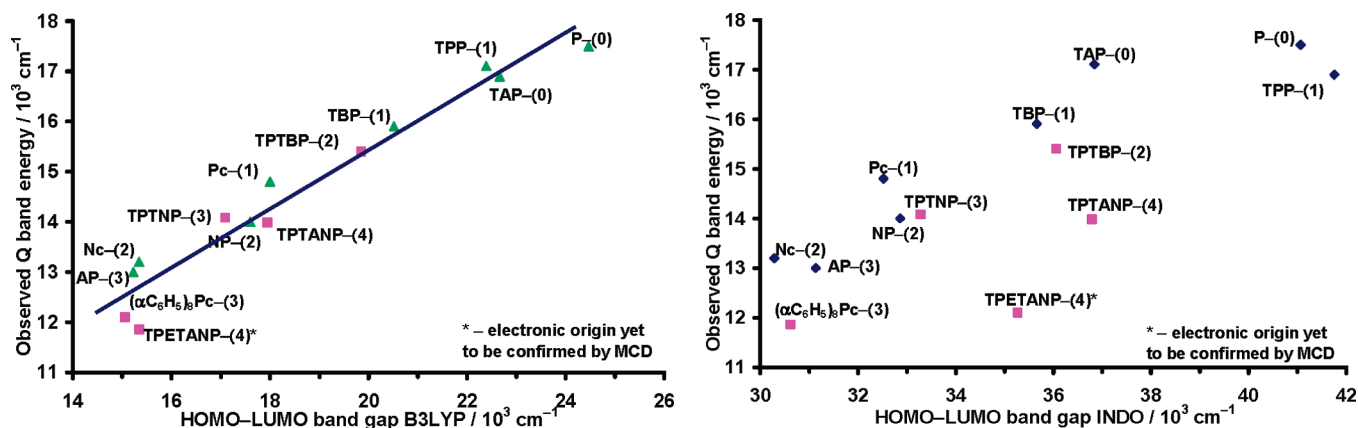 Observed Q band energy / 10³ cm⁻¹
18
17
16
15
14
13
12
11
P–(0)
TPP–(1)
TAP–(0)
TBP–(1)
TPTBP–(2)
Pc–(1)
TPTNP–(3)
NP–(2)
TPTANP–(4)
Nc–(2)
AP–(3)
(αC₆H₅)₈Pc–(3)
TPETANP–(4)*
* – electronic origin yet
to be confirmed by MCD
14 16 18 20 22 24 26
HOMO–LUMO band gap B3LYP / 10³ cm⁻¹
Observed Q band energy / 10³ cm⁻¹
18
17
16
15
14
13
12
11
P–(0)
TAP–(0)
TPP–(1)
TBP–(1)
TPTBP–(2)
Pc–(1)
TPTNP–(3)
TPTANP–(4)
NP–(2)
Nc–(2)
AP–(3)
(αC₆H₅)₈Pc–(3)
TPETANP–(4)*
* – electronic origin yet
to be confirmed by MCD
30 32 34 36 38 40 42
HOMO–LUMO band gap INDO / 10³ cm⁻¹